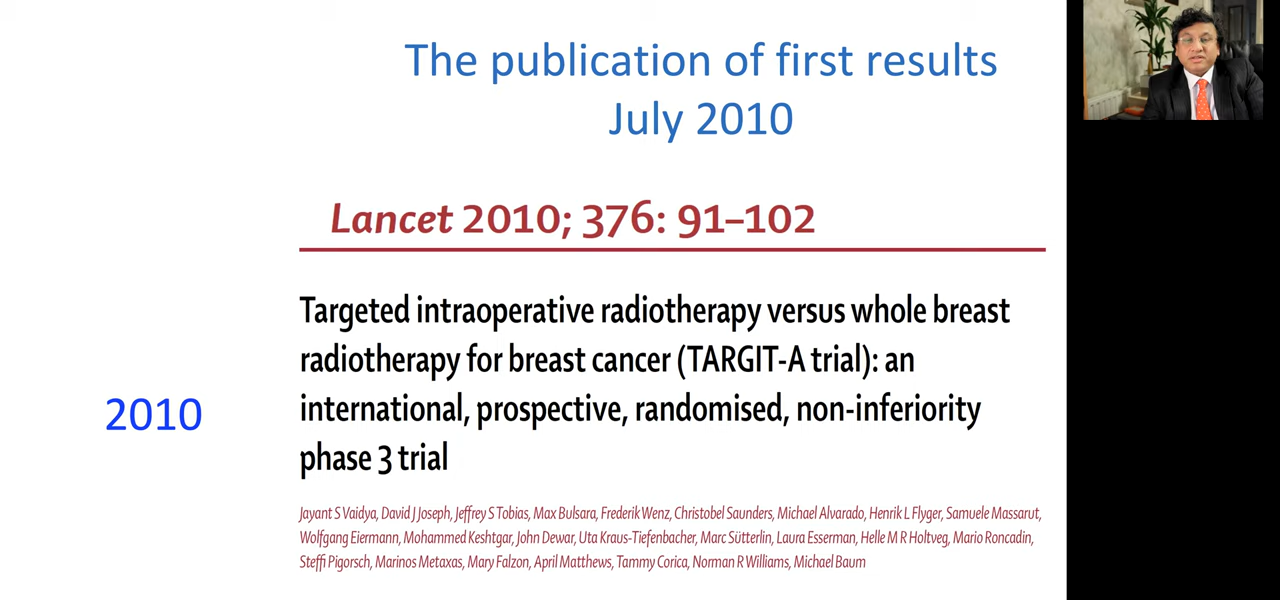 The publication of first results
July 2010
Lancet 2010; 376: 91–102
Targeted intraoperative radiotherapy versus whole breast
radiotherapy for breast cancer (TARGIT-A trial): an
international, prospective, randomised, non-inferiority
phase 3 trial
2010
Jayant S Vaidya, David J Joseph, Jeffrey S Tobias, Max Bulsara, Frederik Wenz, Christobel Saunders, Michael Alvarado, Henrik L Flyger, Samuele Massarut,
Wolfgang Eiermann, Mohammed Keshtgar, John Dewar, Uta Kraus-Tiefenbacher, Marc Sütterlin, Laura Esserman, Helle M R Holtveg, Mario Roncadin,
Steffi Pigorsch, Marinos Metaxas, Mary Falzon, April Matthews, Tammy Corica, Norman R Williams, Michael Baum